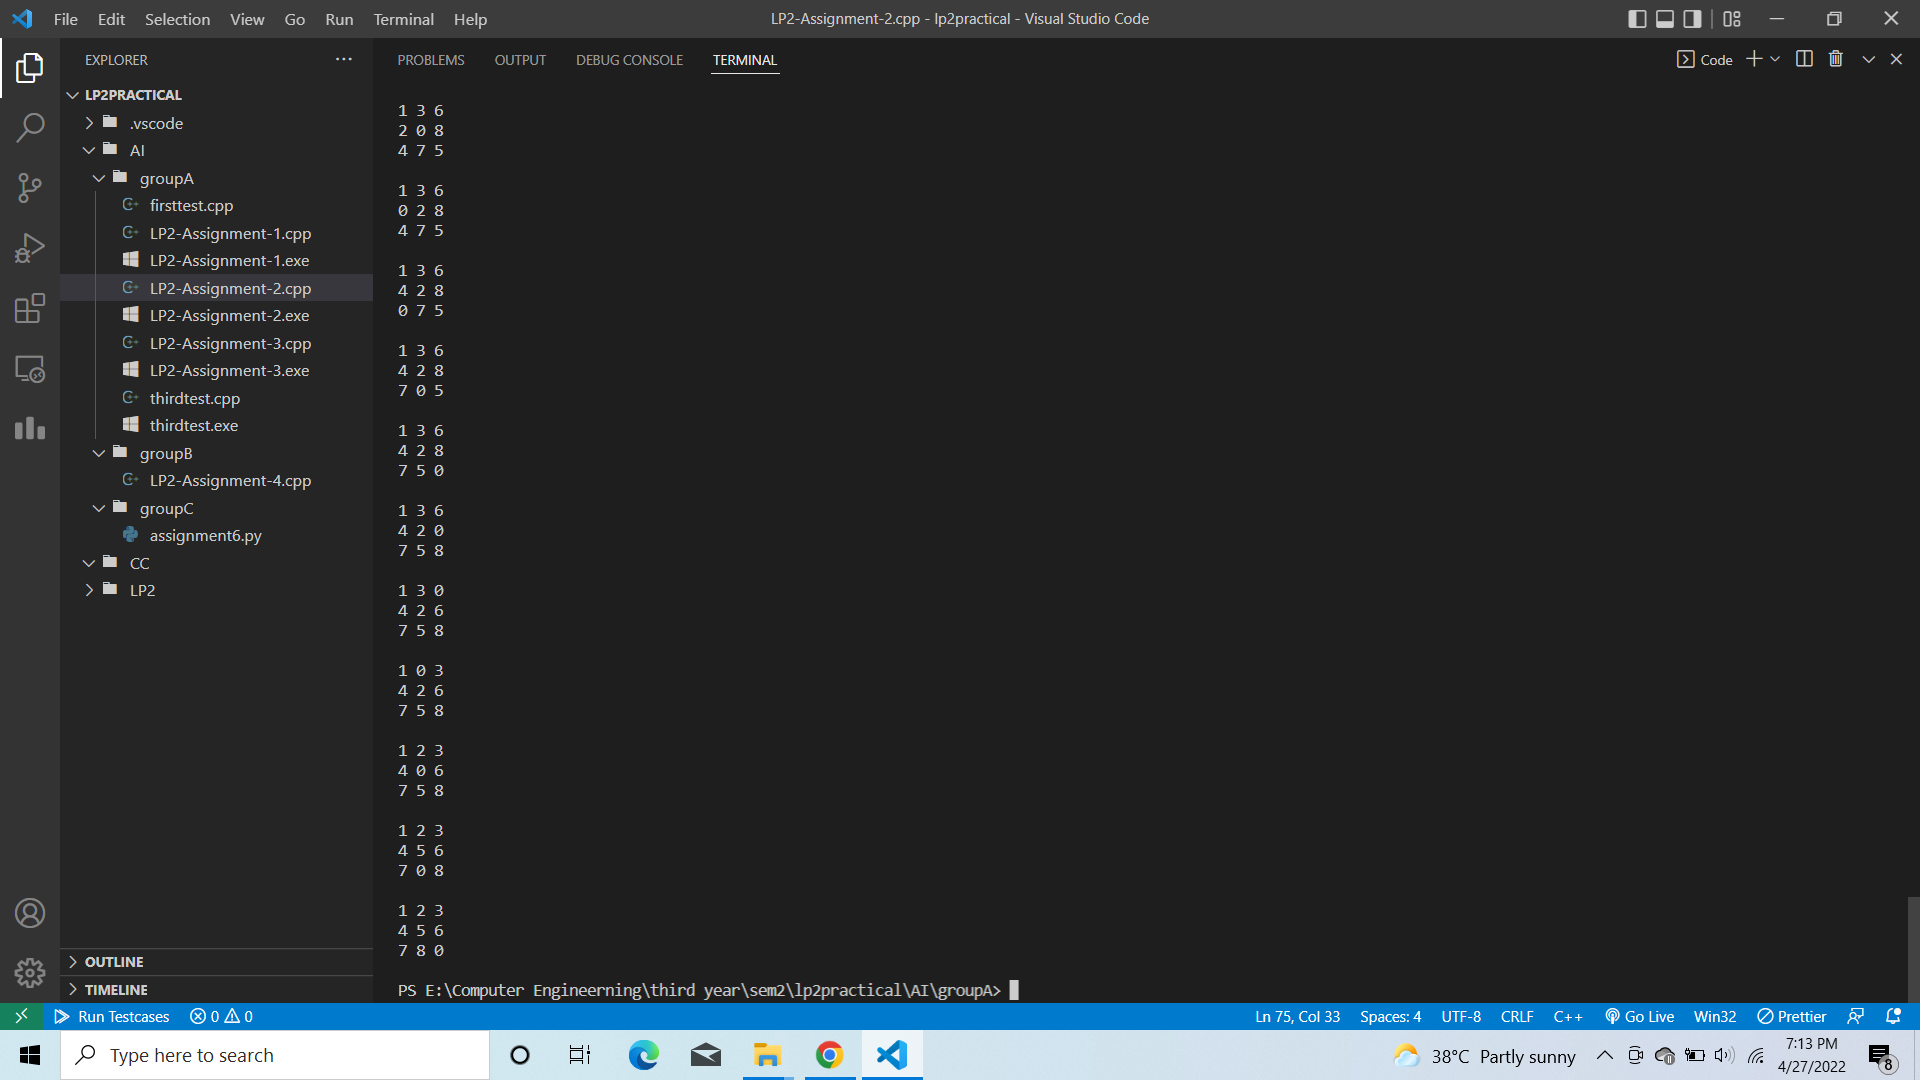 File Edit Selection View Go Run Terminal Help
LP2-Assignment-2.cpp - lp2practical - Visual Studio Code
EXPLORER
LP2PRACTICAL
.vscode
AI
groupA
firsttest.cpp
LP2-Assignment-1.cpp
LP2-Assignment-1.exe
LP2-Assignment-2.cpp
LP2-Assignment-2.exe
LP2-Assignment-3.cpp
LP2-Assignment-3.exe
thirdtest.cpp
thirdtest.exe
groupB
LP2-Assignment-4.cpp
groupC
assignment6.py
CC
LP2
OUTLINE
TIMELINE
PROBLEMS OUTPUT DEBUG CONSOLE TERMINAL
Code
1 3 6
2 0 8
4 7 5
1 3 6
0 2 8
4 7 5
1 3 6
4 2 8
0 7 5
1 3 6
4 2 8
7 0 5
1 3 6
4 2 8
7 5 0
1 3 6
4 2 0
7 5 8
1 3 0
4 2 6
7 5 8
1 0 3
4 2 6
7 5 8
1 2 3
4 0 6
7 5 8
1 2 3
4 5 6
7 0 8
1 2 3
4 5 6
7 8 0
PS E:\Computer Engineerning\third year\sem2\lp2practical\AI\groupA>
Run Testcases 0 0
Ln 75, Col 33 Spaces: 4 UTF-8 CRLF C++ Go Live Win32 Prettier
Type here to search
38°C Partly sunny
7:13 PM
4/27/2022
8